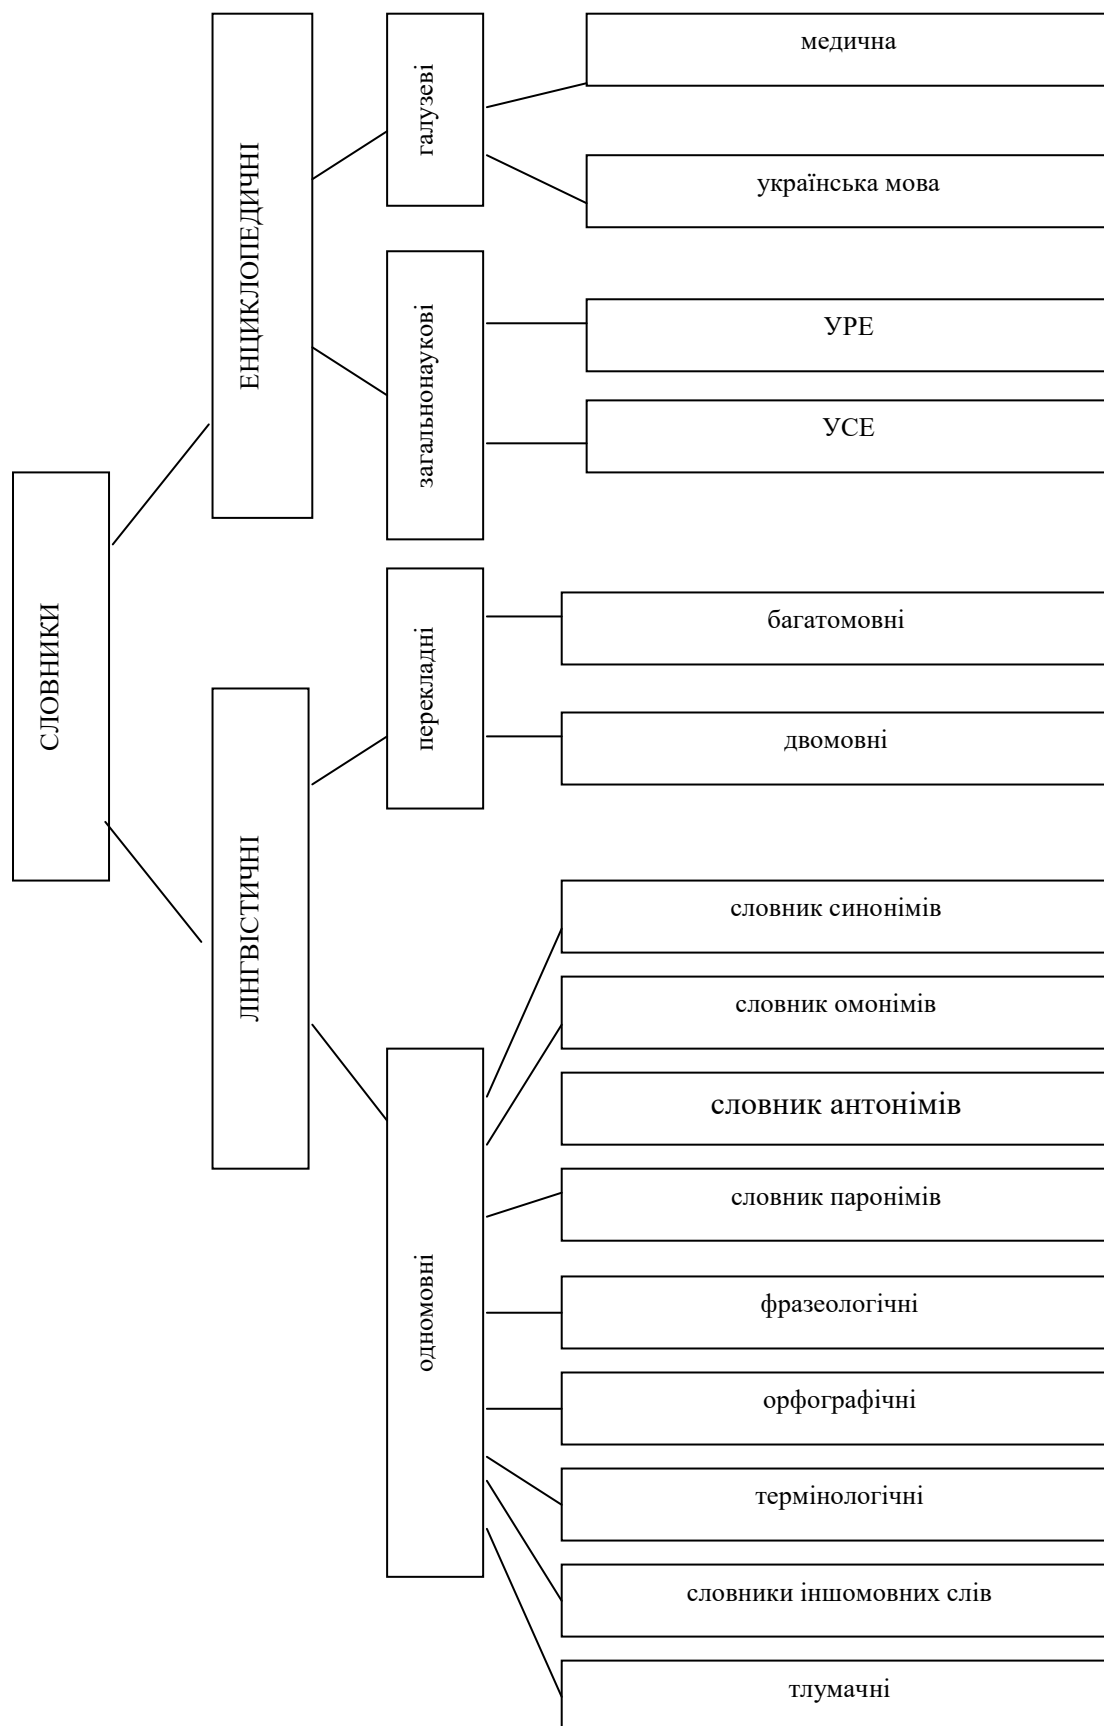 СЛОВНИКИ
ЕНЦИКЛОПЕДИЧНІ
галузеві
медична
українська мова
загальнонаукові
УРЕ
УСЕ
ЛІНГВІСТИЧНІ
перекладні
багатомовні
двомовні
одномовні
словник синонімів
словник омонімів
словник антонімів
словник паронімів
фразеологічні
орфографічні
термінологічні
словники іншомовних слів
тлумачні